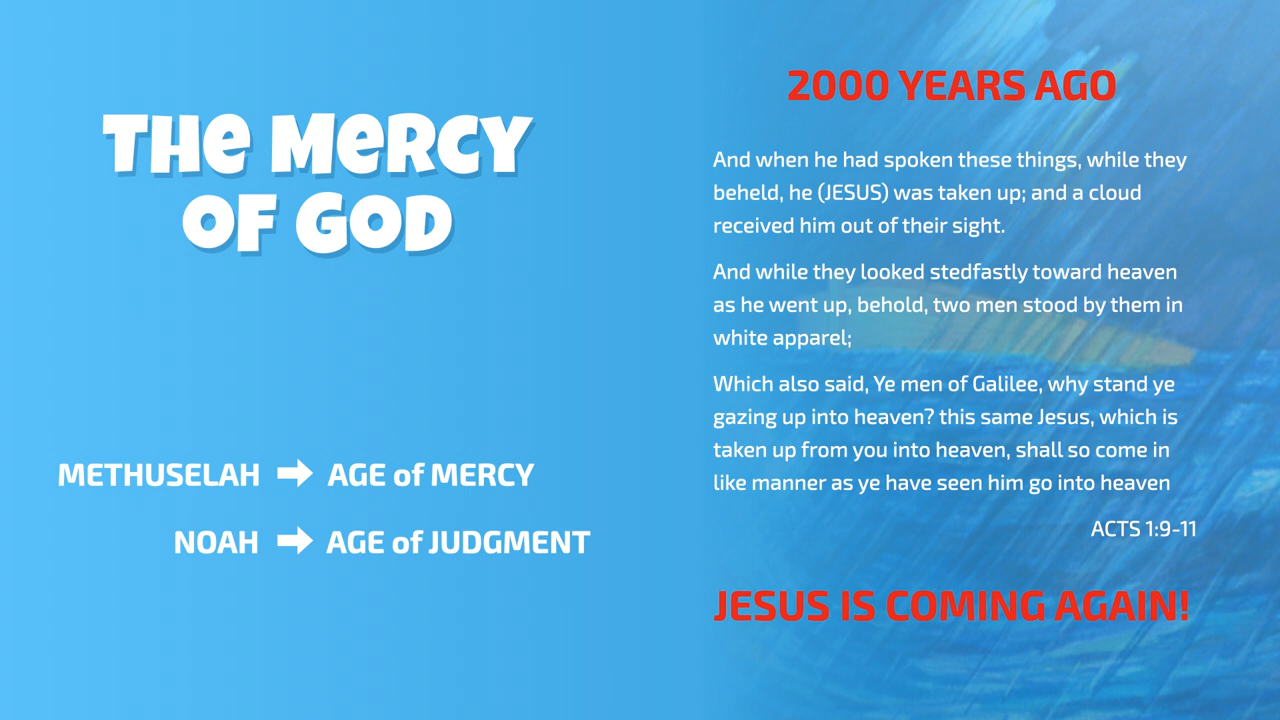 THE MERCY
OF GOD
METHUSELAH ➡ AGE of MERCY
NOAH ➡ AGE of JUDGMENT
2000 YEARS AGO
And when he had spoken these things, while they
beheld, he (JESUS) was taken up; and a cloud
received him out of their sight.
And while they looked stedfastly toward heaven
as he went up, behold, two men stood by them in
white apparel;
Which also said, Ye men of Galilee, why stand ye
gazing up into heaven? this same Jesus, which is
taken up from you into heaven, shall so come in
like manner as ye have seen him go into heaven
ACTS 1:9-11
JESUS IS COMING AGAIN!